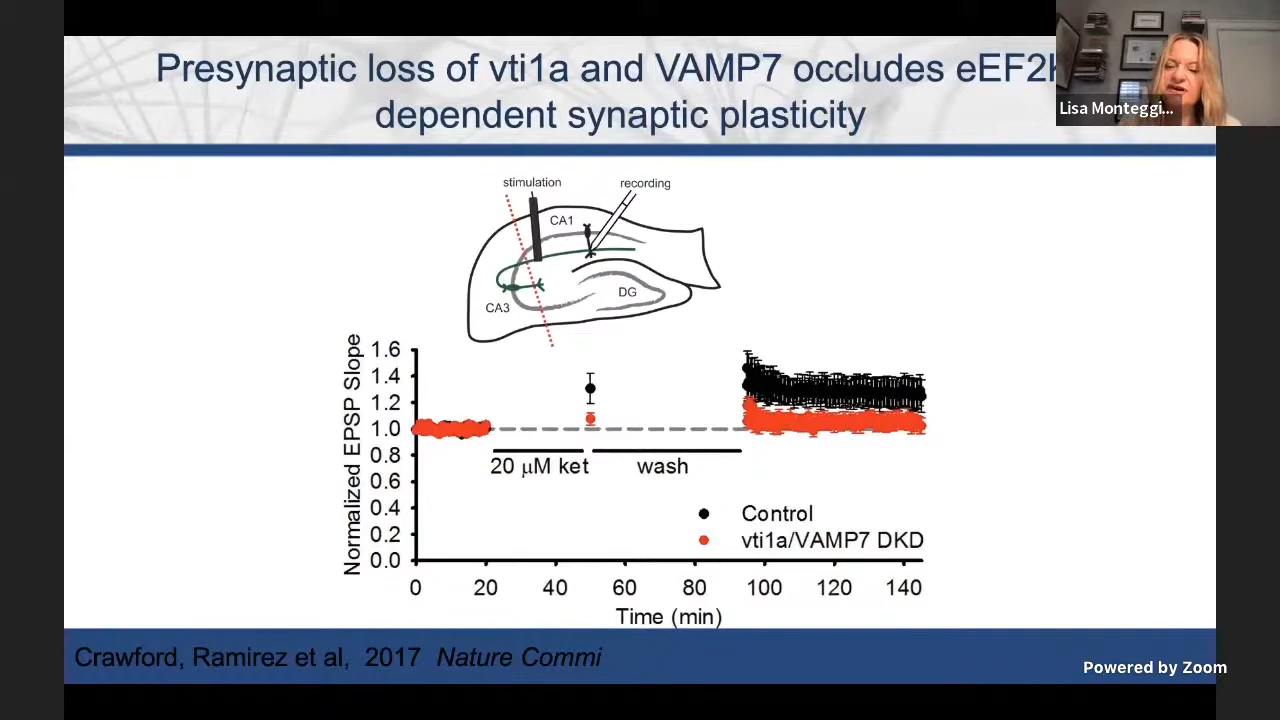 Presynaptic loss of vti1a and VAMP7 occludes eEF2
dependent synaptic plasticity
Lisa Monteggi...
stimulation
recording
CA1
CA3
DG
Normalized EPSP Slope
1.6
1.4
1.2
1.0
0.8
0.6
0.4
0.2
0.0
20 μM ket
wash
Control
vti1a/VAMP7 DKD
0 20 40 60 80 100 120 140
Time (min)
Crawford, Ramirez et al, 2017 Nature Commi
Powered by Zoom